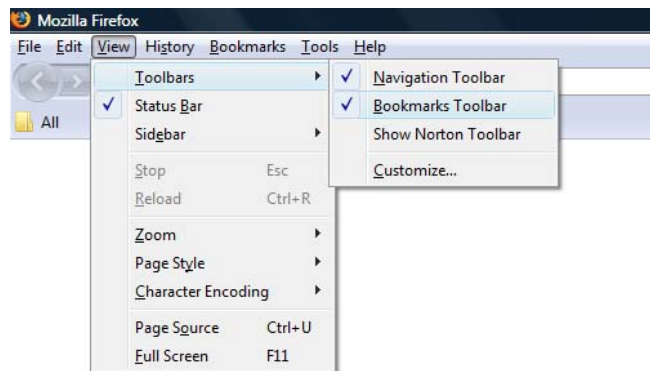 Mozilla Firefox
File Edit View History Bookmarks Tools Help
All
Toolbars
Status Bar
Sidebar
Stop Esc
Reload Ctrl+R
Zoom
Page Style
Character Encoding
Page Source Ctrl+U
Full Screen F11
Navigation Toolbar
Bookmarks Toolbar
Show Norton Toolbar
Customize...